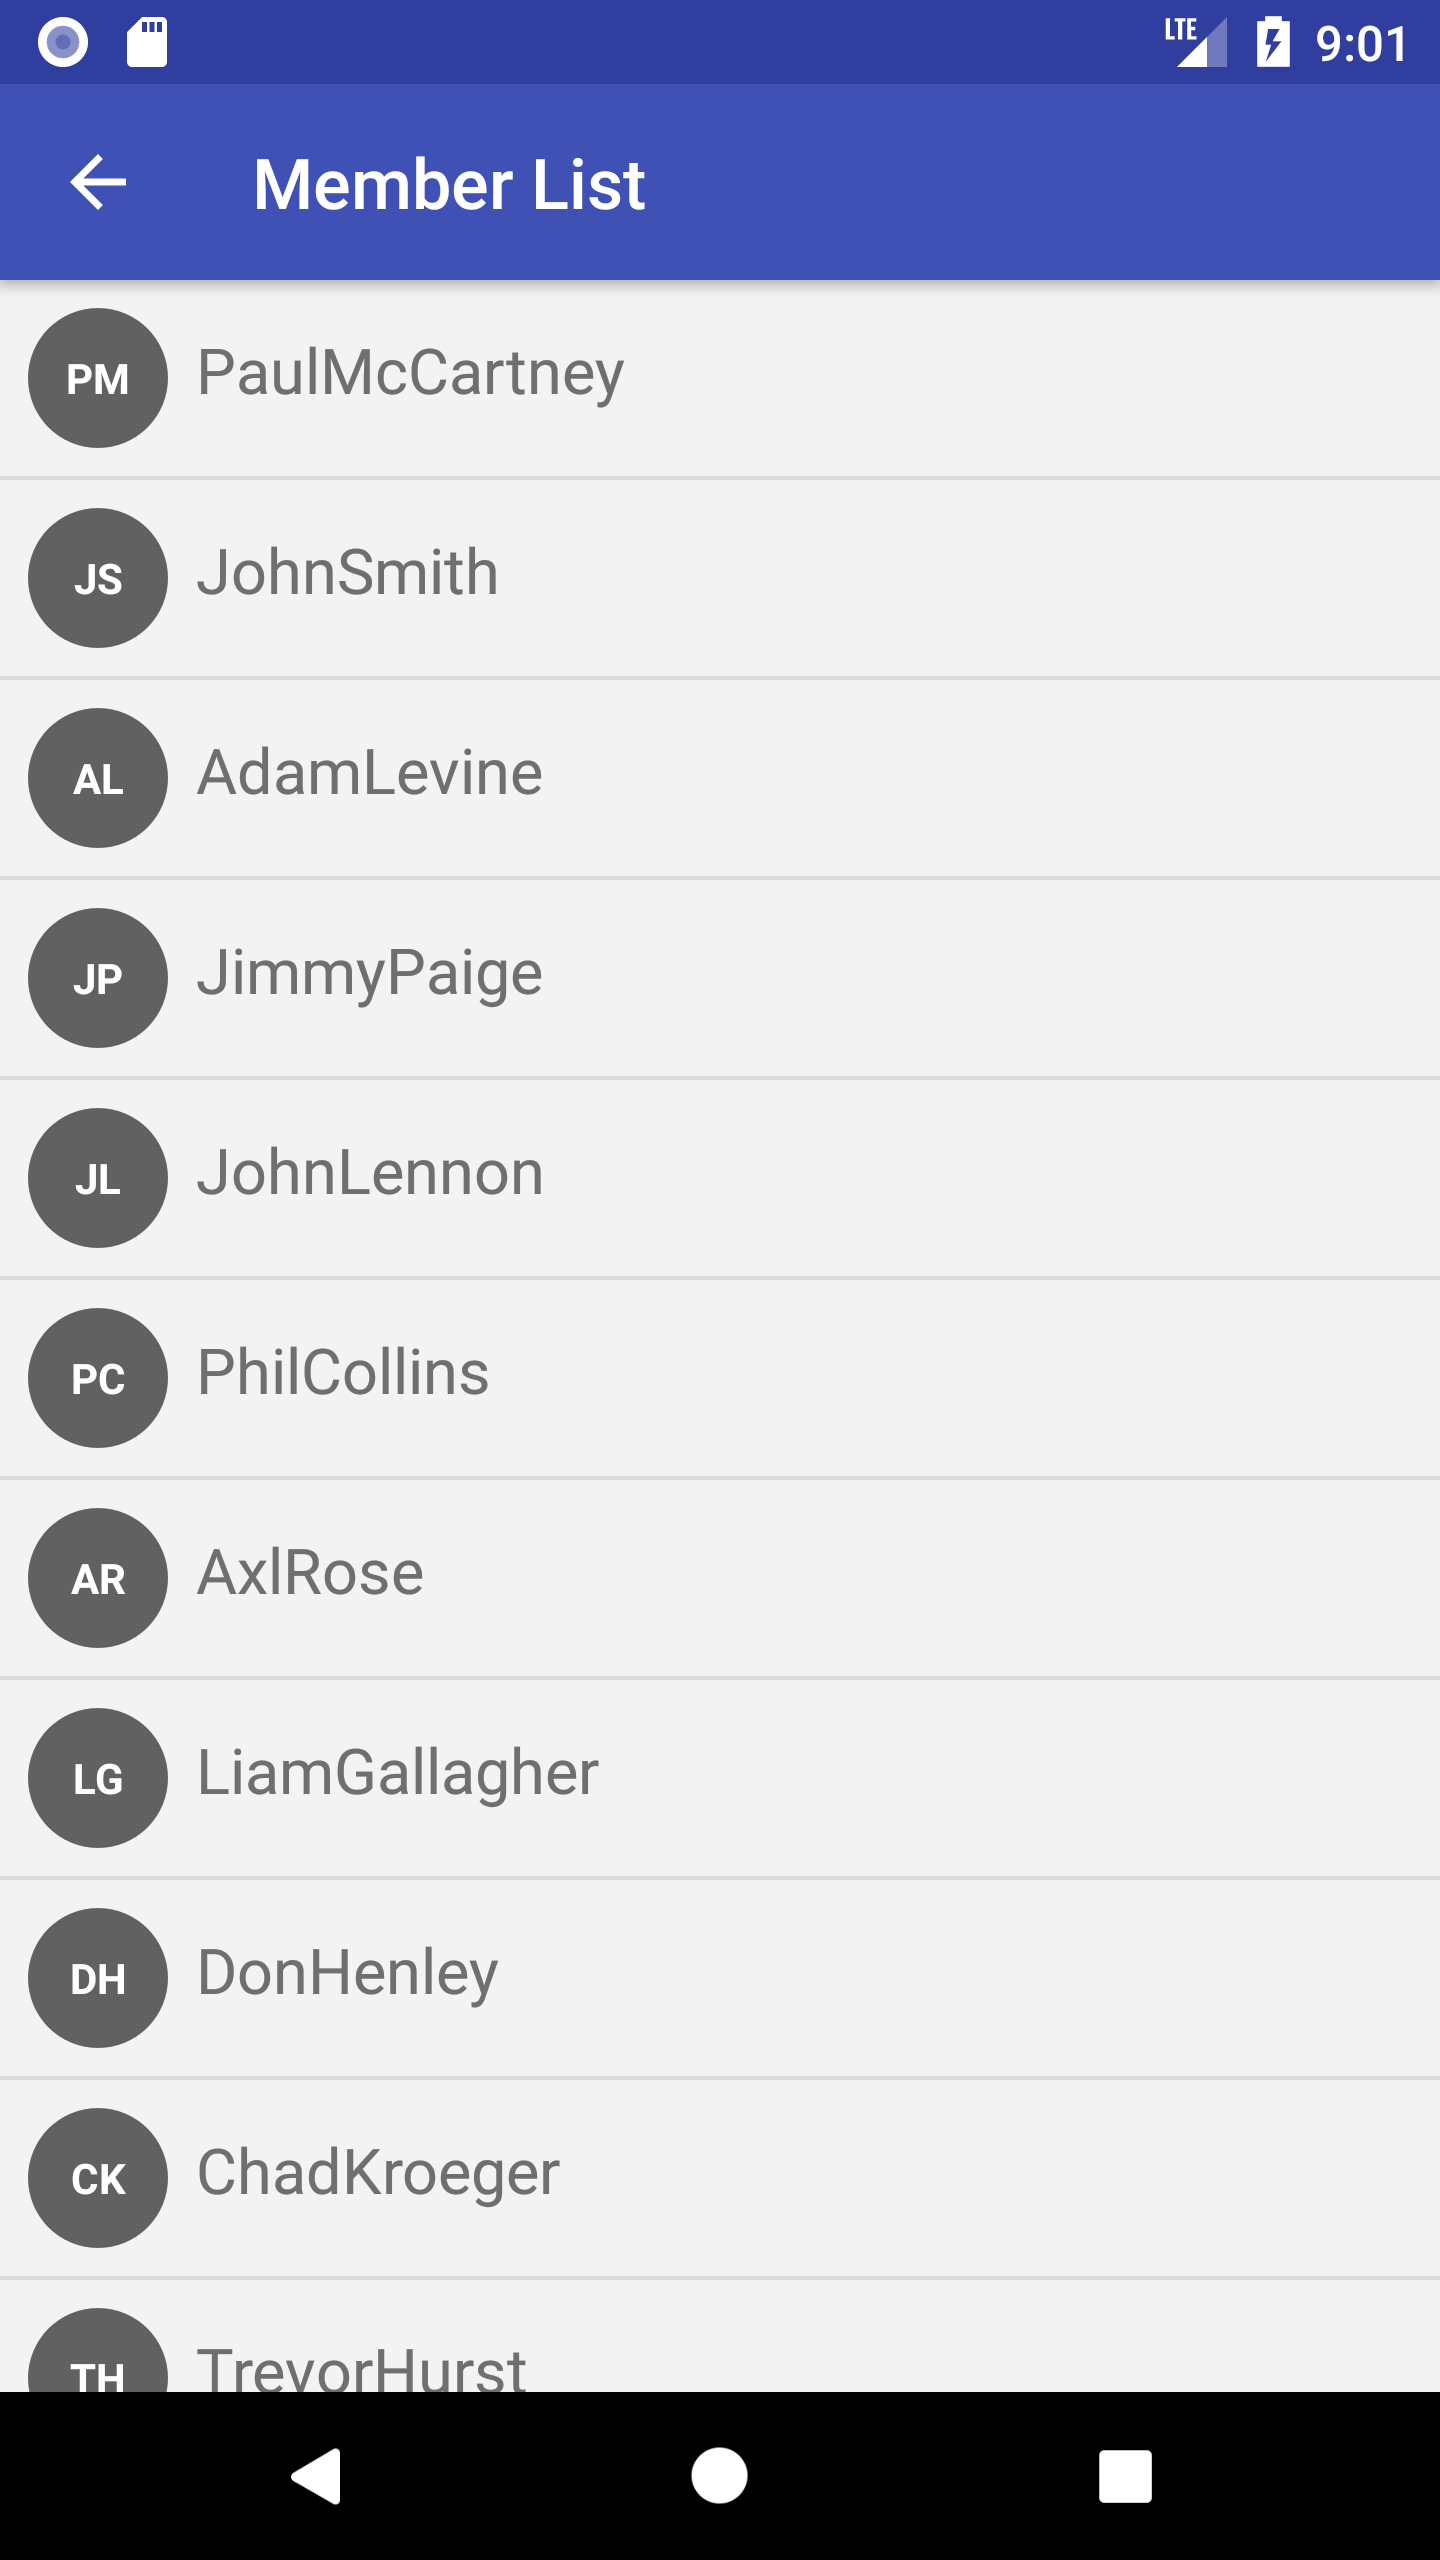 LTE 9:01
Member List
PM PaulMcCartney
JS JohnSmith
AL AdamLevine
JP JimmyPaige
JL JohnLennon
PC PhilCollins
AR AxlRose
LG LiamGallagher
DH DonHenley
CK ChadKroeger
TH TrevorHurst